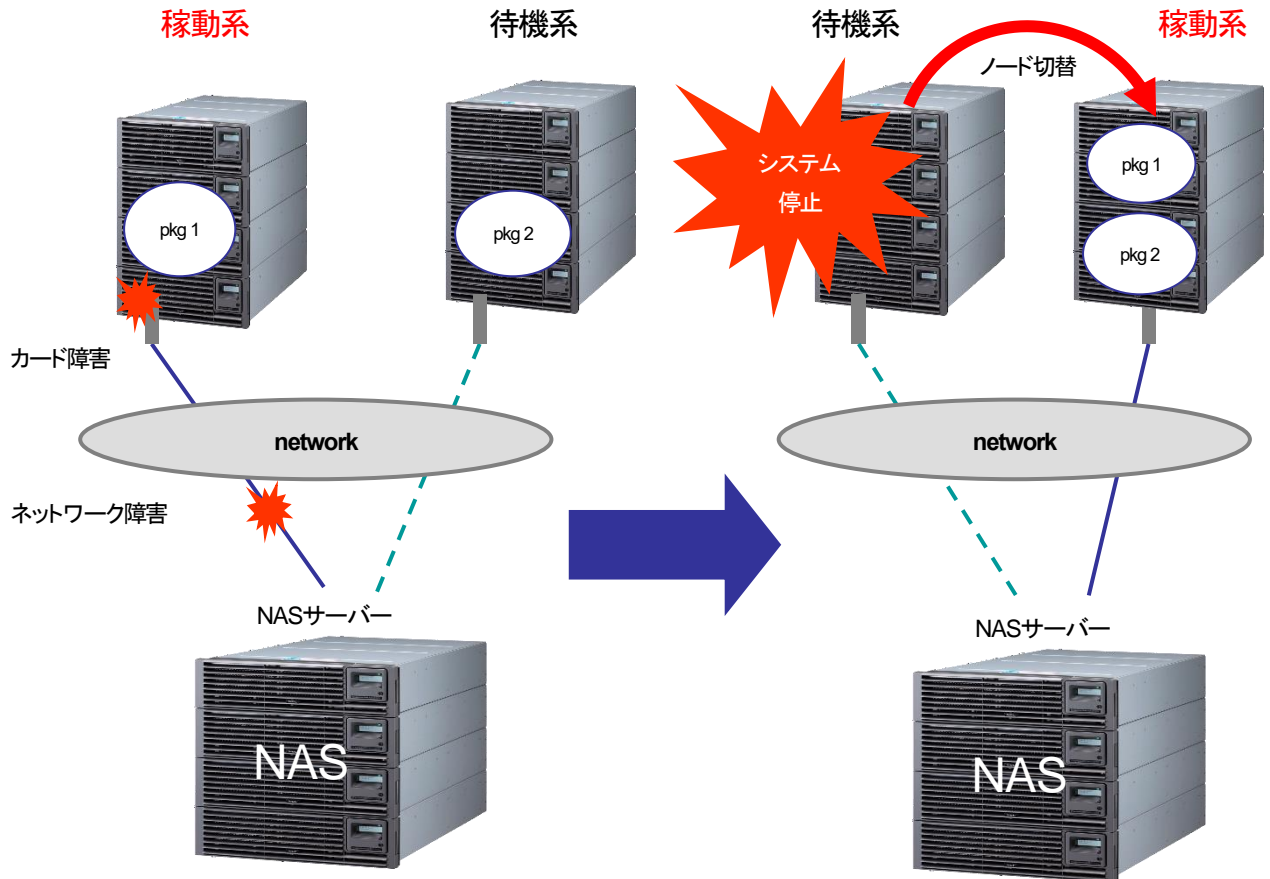 稼動系
待機系
待機系
稼動系
ノード切替
システム
停止
pkg 1
pkg 2
pkg 1
pkg 2
カード障害
network
network
ネットワーク障害
NASサーバー
NASサーバー
NAS
NAS